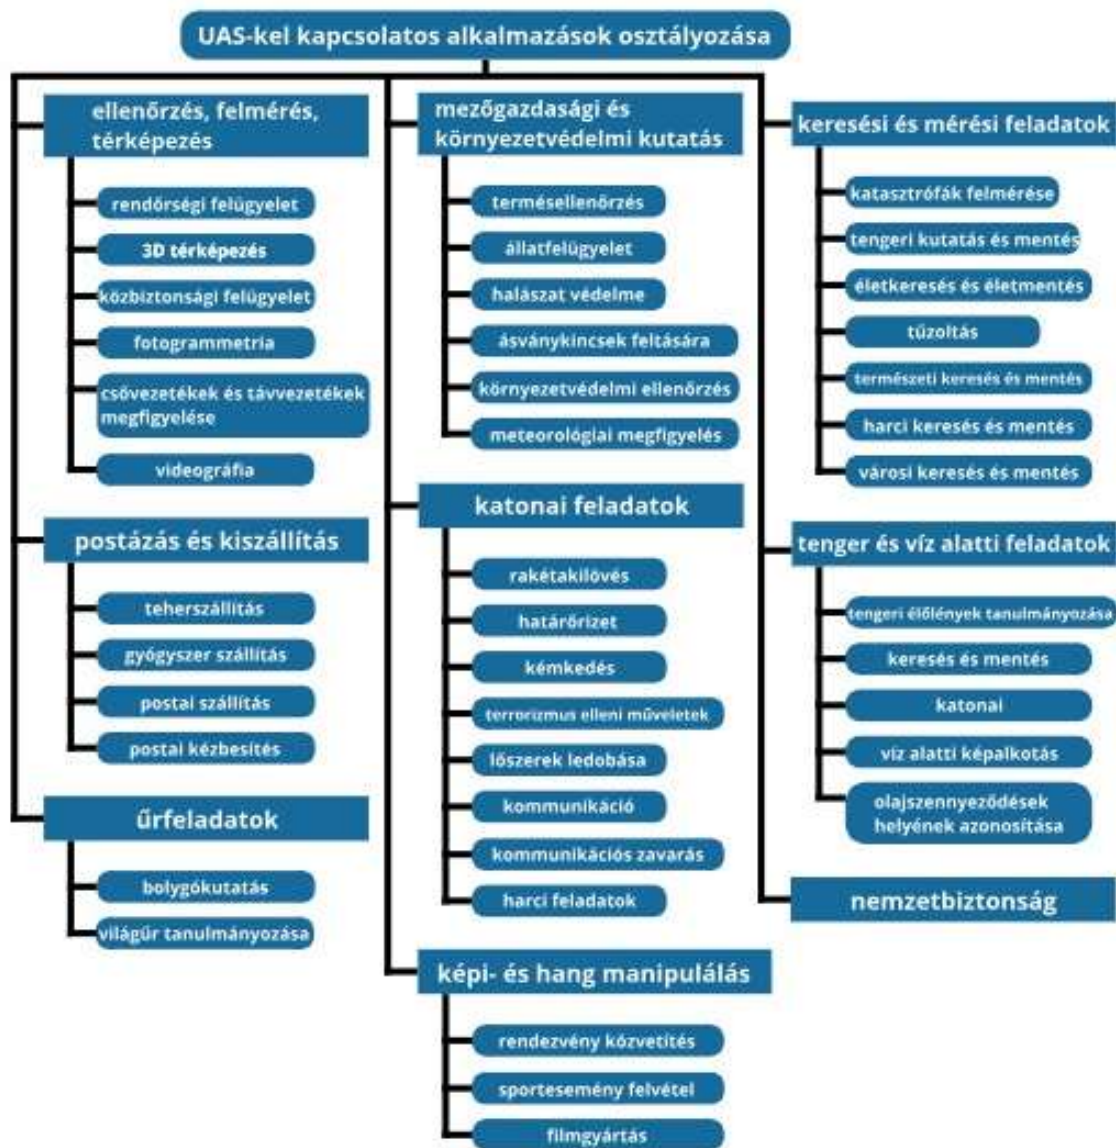 UAS-kel kapcsolatos alkalmazások osztályozása
ellenőrzés, felmérés,
térképezés
rendőrségi felügyelet
3D térképezés
közbiztonsági felügyelet
fotogrammetria
csővezetékek és távvezetékek
megfigyelése
videográfia
postázás és kiszállítás
teherszállítás
gyógyszer szállítás
postai szállítás
postai kézbesítés
űrfeladatok
bolygókutatás
világűr tanulmányozása
mezőgazdasági és
környezetvédelmi kutatás
termésellenőrzés
állatfelügyelet
halászat védelme
ásványkincsek feltására
környezetvédelmi ellenőrzés
meteorológiai megfigyelés
katonai feladatok
rakétakilövés
határőrizet
kémkedés
terrorizmus elleni műveletek
lőszerek ledobása
kommunikáció
kommunikációs zavarás
harci feladatok
képi- és hang manipulálás
rendezvény közvetítés
sportesemény felvétel
filmgyártás
keresési és mérési feladatok
katasztrófák felmérése
tengeri kutatás és mentés
életkeresés és életmentés
tűzoltás
természeti keresés és mentés
harci keresés és mentés
városi keresés és mentés
tenger és víz alatti feladatok
tengeri élőlények tanulmányozása
keresés és mentés
katonai
víz alatti képalkotás
olajszennyeződések
helyének azonosítása
nemzetbiztonság